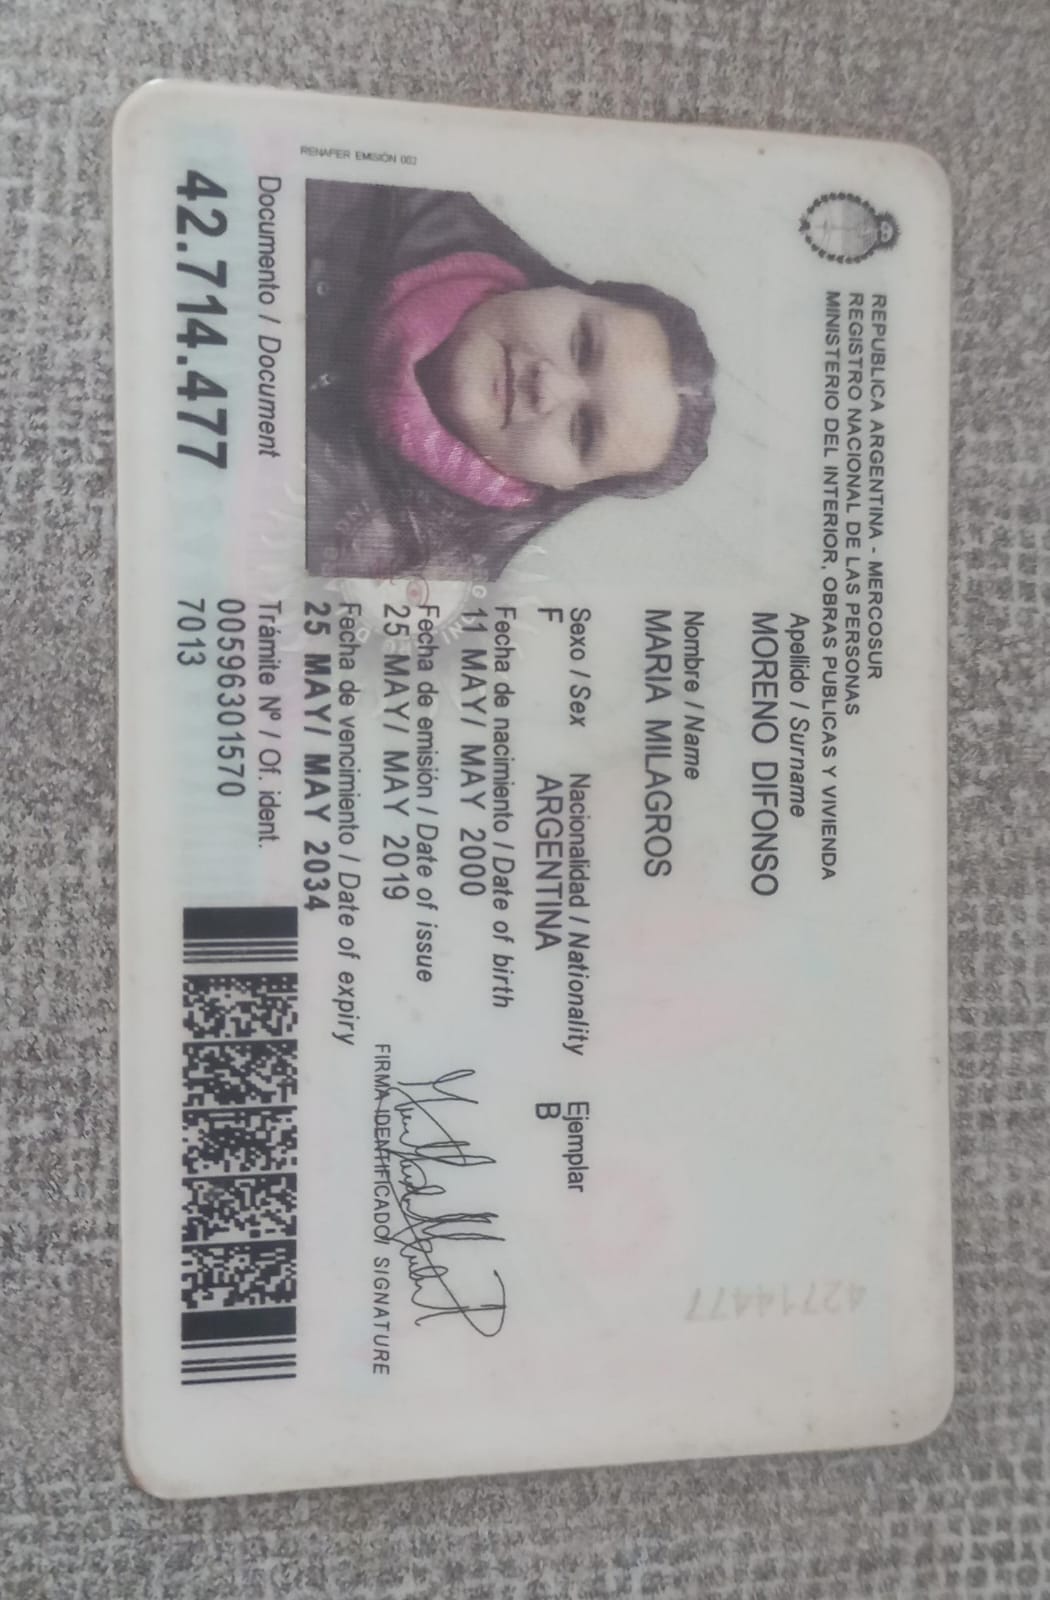 REPUBLICA ARGENTINA - MERCOSUR
REGISTRO NACIONAL DE LAS PERSONAS
MINISTERIO DEL INTERIOR, OBRAS PUBLICAS Y VIVIENDA
Apellido / Surname
MORENO DIFONSO
Nombre / Name
MARIA MILAGROS
Sexo / Sex Nacionalidad / Nationality Ejemplar
F ARGENTINA B
Fecha de nacimiento / Date of birth
11 MAY/ MAY 2000
Fecha de emisión / Date of issue
25 MAY/ MAY 2019
Fecha de vencimiento / Date of expiry
25 MAY/ MAY 2034
FIRMA IDENTIFICADO/ SIGNATURE
RENAPER EMISIÓN 002
Documento / Document
42.714.477
Trámite Nº / Of. ident.
00596301570
7013
42714477